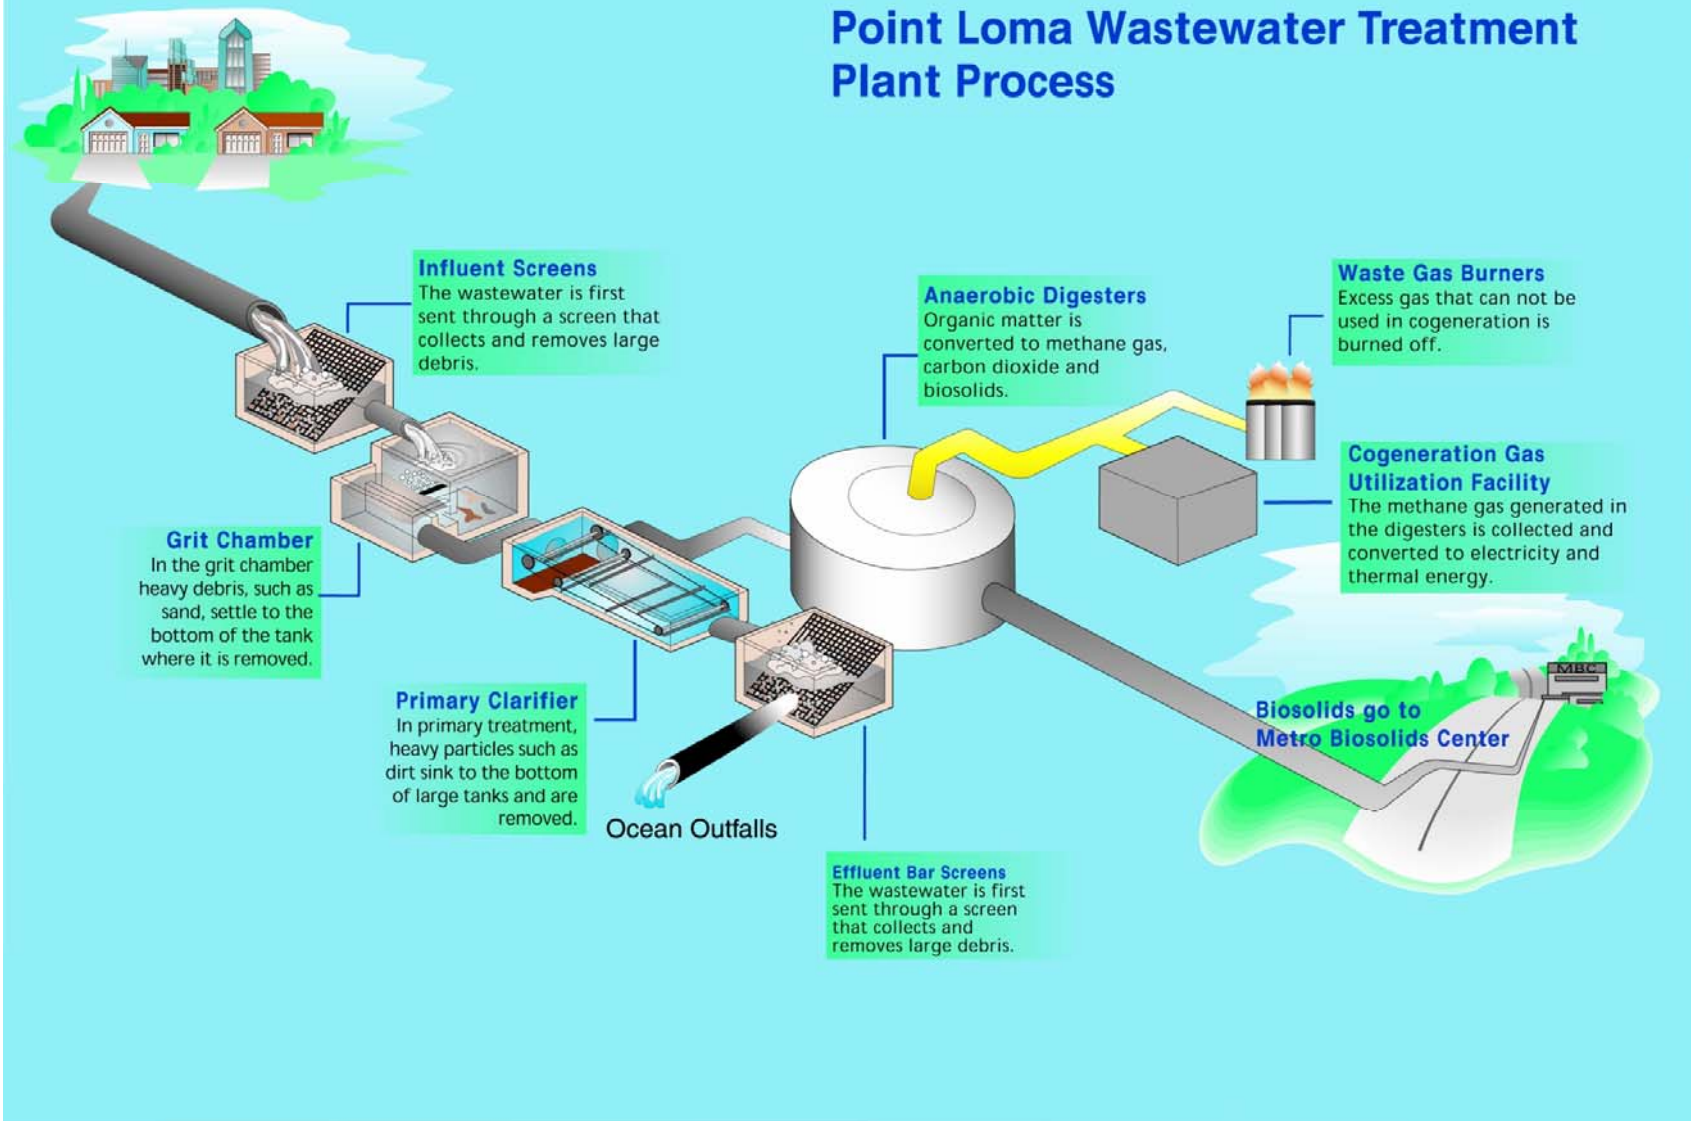 Point Loma Wastewater Treatment
Plant Process
Influent Screens
The wastewater is first
sent through a screen that
collects and removes large
debris.
Anaerobic Digesters
Organic matter is
converted to methane gas,
carbon dioxide and
biosolids.
Waste Gas Burners
Excess gas that can not be
used in cogeneration is
burned off.
Cogeneration Gas
Utilization Facility
The methane gas generated in
the digesters is collected and
converted to electricity and
thermal energy.
Grit Chamber
In the grit chamber
heavy debris, such as
sand, settle to the
bottom of the tank
where it is removed.
Primary Clarifier
In primary treatment,
heavy particles such as
dirt sink to the bottom
of large tanks and are
removed.
MBC
Biosolids go to
Metro Biosolids Center
Ocean Outfalls
Effluent Bar Screens
The wastewater is first
sent through a screen
that collects and
removes large debris.